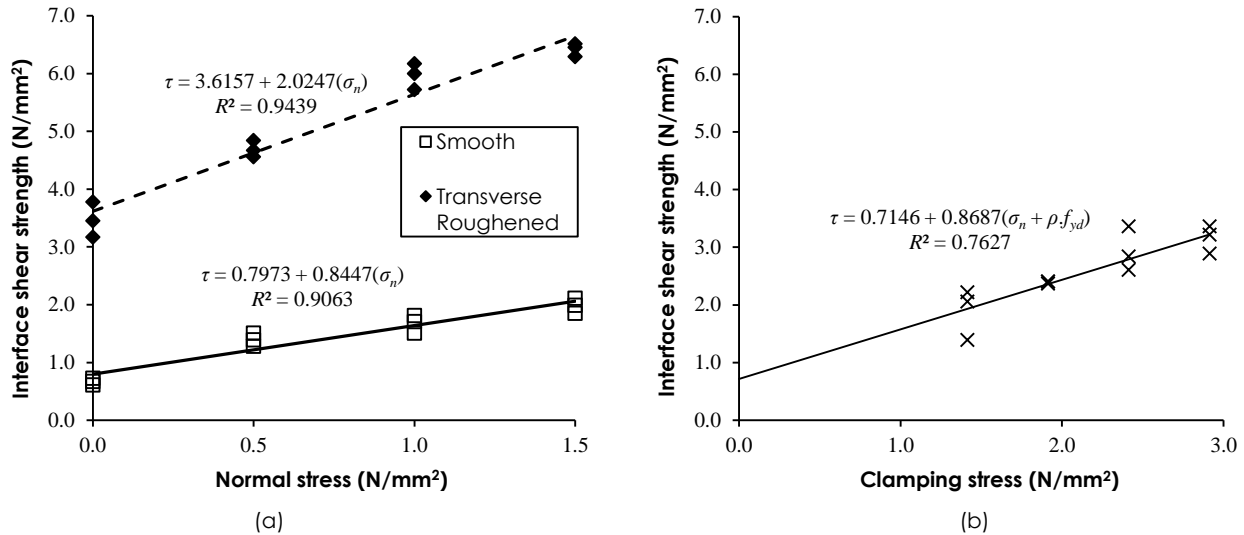 7.0
6.0
5.0
4.0
3.0
2.0
1.0
0.0
Interface shear strength (N/mm²)
τ = 3.6157 + 2.0247(σₙ)
R² = 0.9439
Smooth
Transverse
Roughened
τ = 0.7973 + 0.8447(σₙ)
R² = 0.9063
0.0 0.5 1.0 1.5
Normal stress (N/mm²)
(a)
7.0
6.0
5.0
4.0
3.0
2.0
1.0
0.0
Interface shear strength (N/mm²)
τ = 0.7146 + 0.8687(σₙ + ρ.f_yd)
R² = 0.7627
0.0 1.0 2.0 3.0
Clamping stress (N/mm²)
(b)